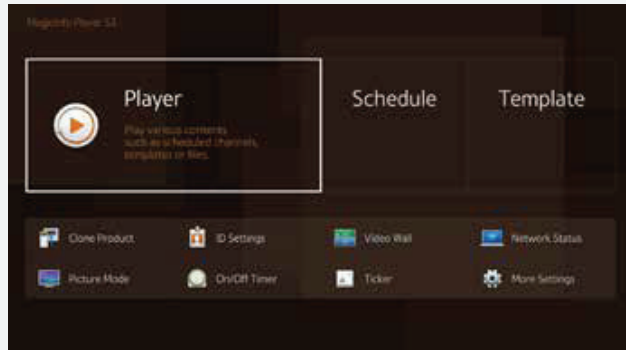 MagicInfo Player S3
Player
Play various contents
such as scheduled channels,
templates or files.
Schedule
Template
Clone Product
ID Settings
Video Wall
Network Status
Picture Mode
On/Off Timer
Ticker
More Settings